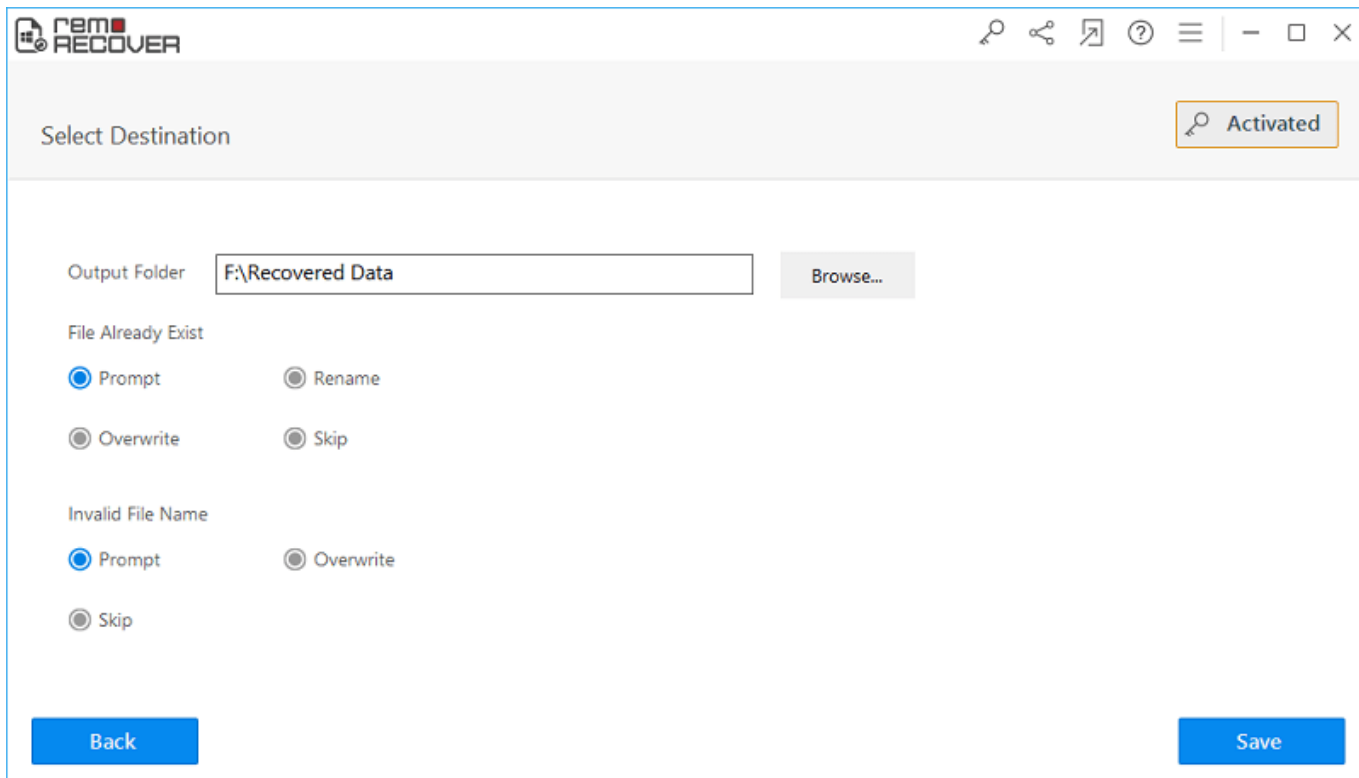 remo
RECOVER
Select Destination
Activated
Output Folder F:\Recovered Data Browse...
File Already Exist
Prompt Rename
Overwrite Skip
Invalid File Name
Prompt Overwrite
Skip
Back Save